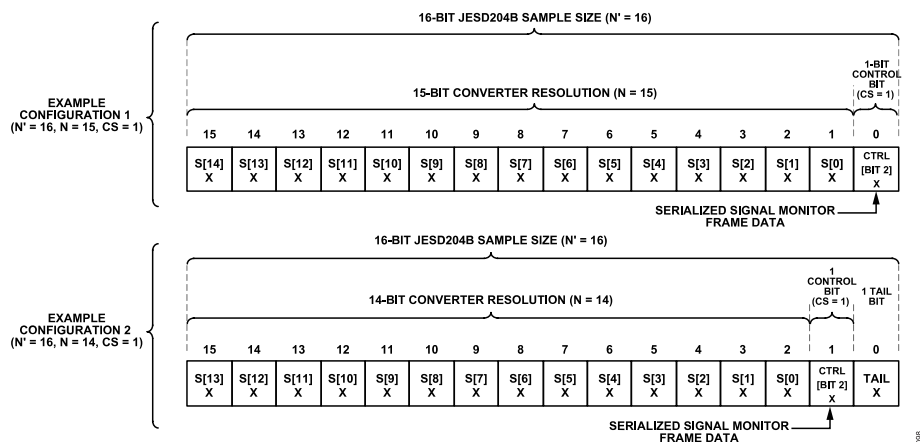 16-BIT JESD204B SAMPLE SIZE (N' = 16)
1-BIT
CONTROL
BIT
(CS = 1)
15-BIT CONVERTER RESOLUTION (N = 15)
EXAMPLE
CONFIGURATION 1
(N' = 16, N = 15, CS = 1)
15 14 13 12 11 10 9 8 7 6 5 4 3 2 1 0
S[14] S[13] S[12] S[11] S[10] S[9] S[8] S[7] S[6] S[5] S[4] S[3] S[2] S[1] S[0] CTRL
[BIT 2]
X X X X X X X X X X X X X X X X
SERIALIZED SIGNAL MONITOR
FRAME DATA
16-BIT JESD204B SAMPLE SIZE (N' = 16)
1
CONTROL
BIT
(CS = 1)
1 TAIL
BIT
14-BIT CONVERTER RESOLUTION (N = 14)
EXAMPLE
CONFIGURATION 2
(N' = 16, N = 14, CS = 1)
15 14 13 12 11 10 9 8 7 6 5 4 3 2 1 0
S[13] S[12] S[11] S[10] S[9] S[8] S[7] S[6] S[5] S[4] S[3] S[2] S[1] S[0] CTRL TAIL
[BIT 2]
X X X X X X X X X X X X X X X X
SERIALIZED SIGNAL MONITOR
FRAME DATA